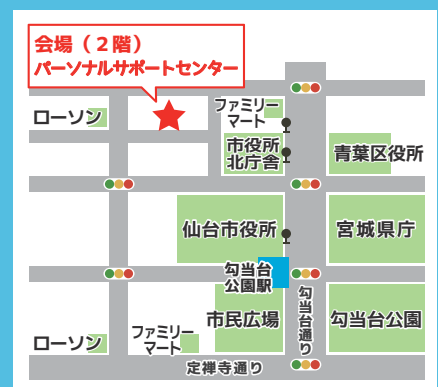 会場（２階）
パーソナルサポートセンター
ローソン
ファミリー
マート
市役所
北庁舎
青葉区役所
仙台市役所
宮城県庁
勾当台
公園駅
市民広場
勾当台通り
勾当台公園
ローソン
ファミリー
マート
定禅寺通り